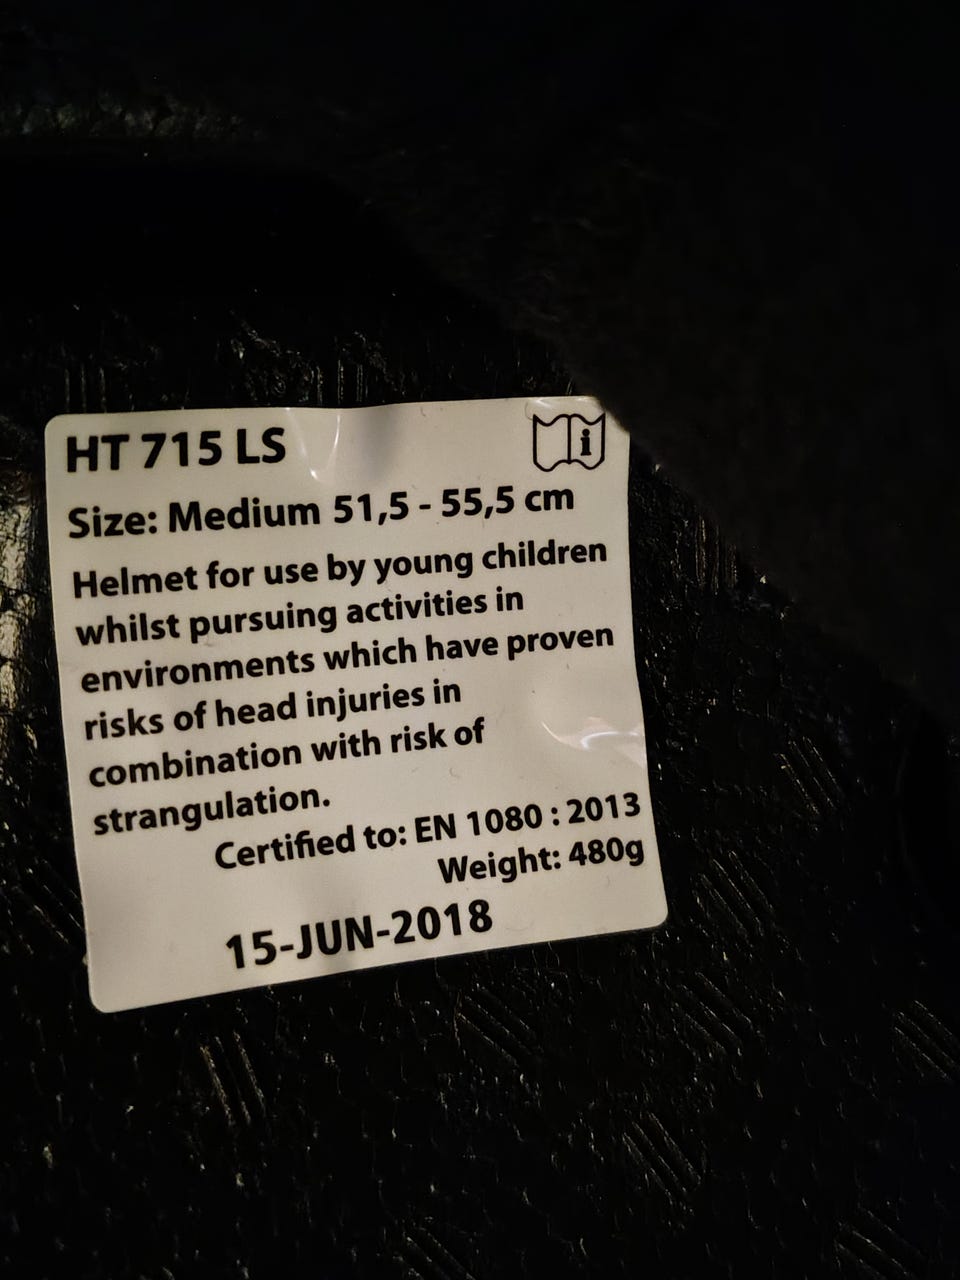 HT 715 LS
i
Size: Medium 51,5 - 55,5 cm
Helmet for use by young children
whilst pursuing activities in
environments which have proven
risks of head injuries in
combination with risk of
strangulation.
Certified to: EN 1080 : 2013
Weight: 480g
15-JUN-2018